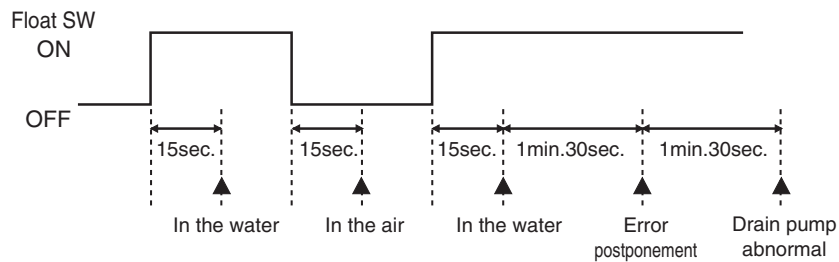 Float SW
ON
OFF
15sec. 15sec. 15sec. 1min.30sec. 1min.30sec.
In the water In the air In the water Error Drain pump
postponement abnormal